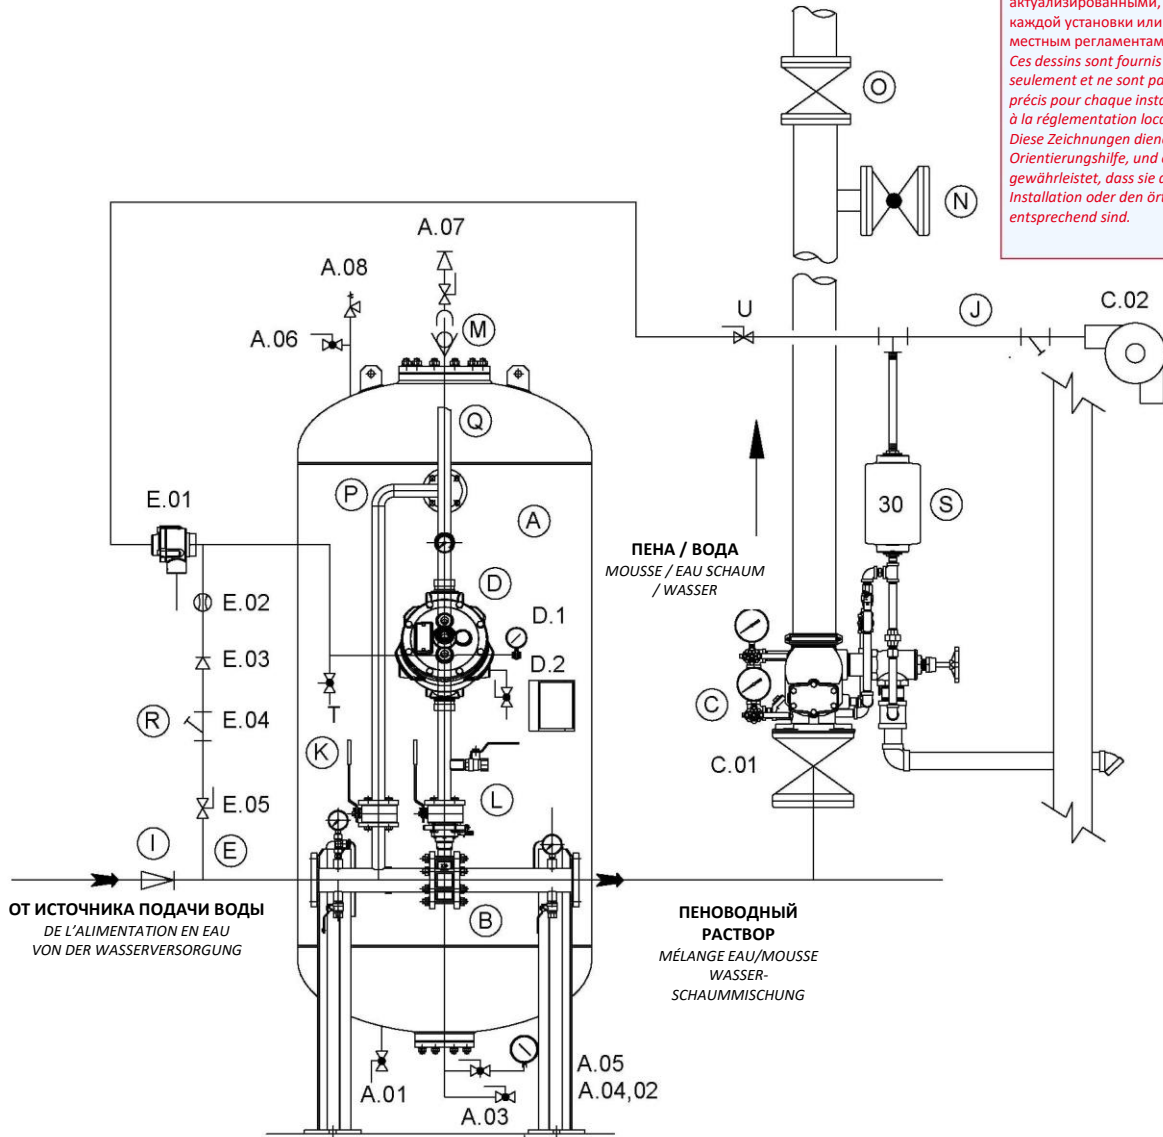 актуализированными,
каждой установки или
местным регламентам
Ces dessins sont fournis
seulement et ne sont pa
précis pour chaque insta
à la réglementation loca
Diese Zeichnungen diene
Orientierungshilfe, und e
gewährleistet, dass sie d
Installation oder den ört
entsprechend sind.
O
N
A.07
A.08
A.06
M
U
J
C.02
Q
P
A
E.01
30
S
ПЕНА / ВОДА
MOUSSE / EAU SCHAUM
/ WASSER
D
D.1
E.02
E.03
D.2
R
E.04
T
C
K
C.01
L
E.05
I
E
B
ОТ ИСТОЧНИКА ПОДАЧИ ВОДЫ
DE L'ALIMENTATION EN EAU
VON DER WASSERVERSORGUNG
ПЕНОВОДНЫЙ
РАСТВОР
MÉLANGE EAU/MOUSSE
WASSER-
SCHAUMMISCHUNG
A.05
A.04,02
A.01
A.03